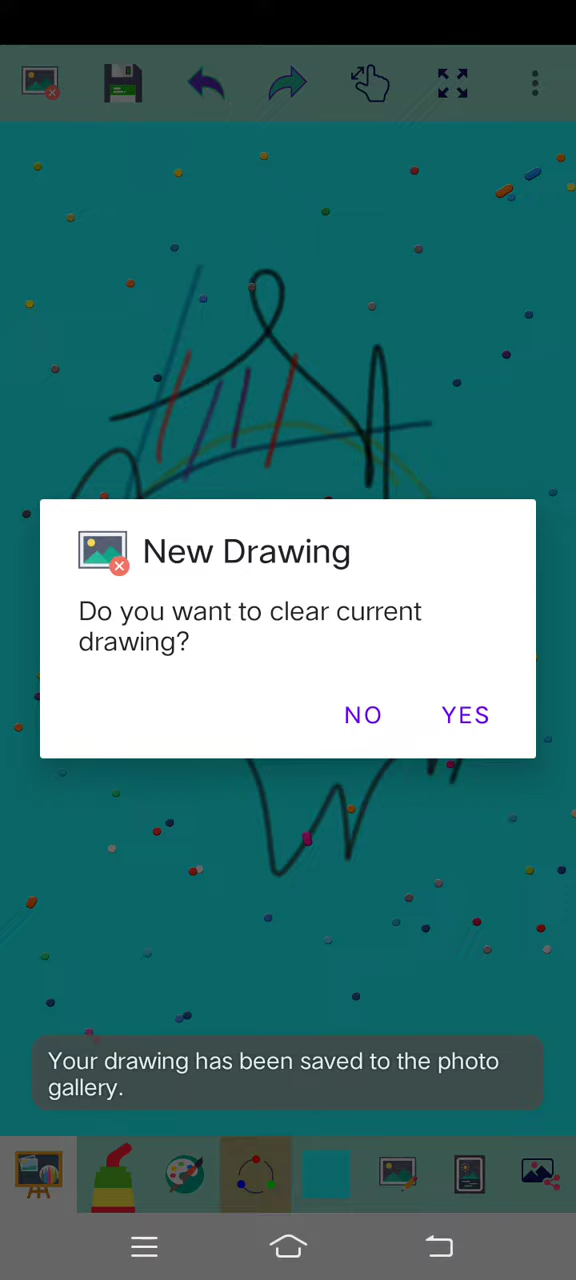 New Drawing
Do you want to clear current
drawing?
NO YES
Your drawing has been saved to the photo
gallery.